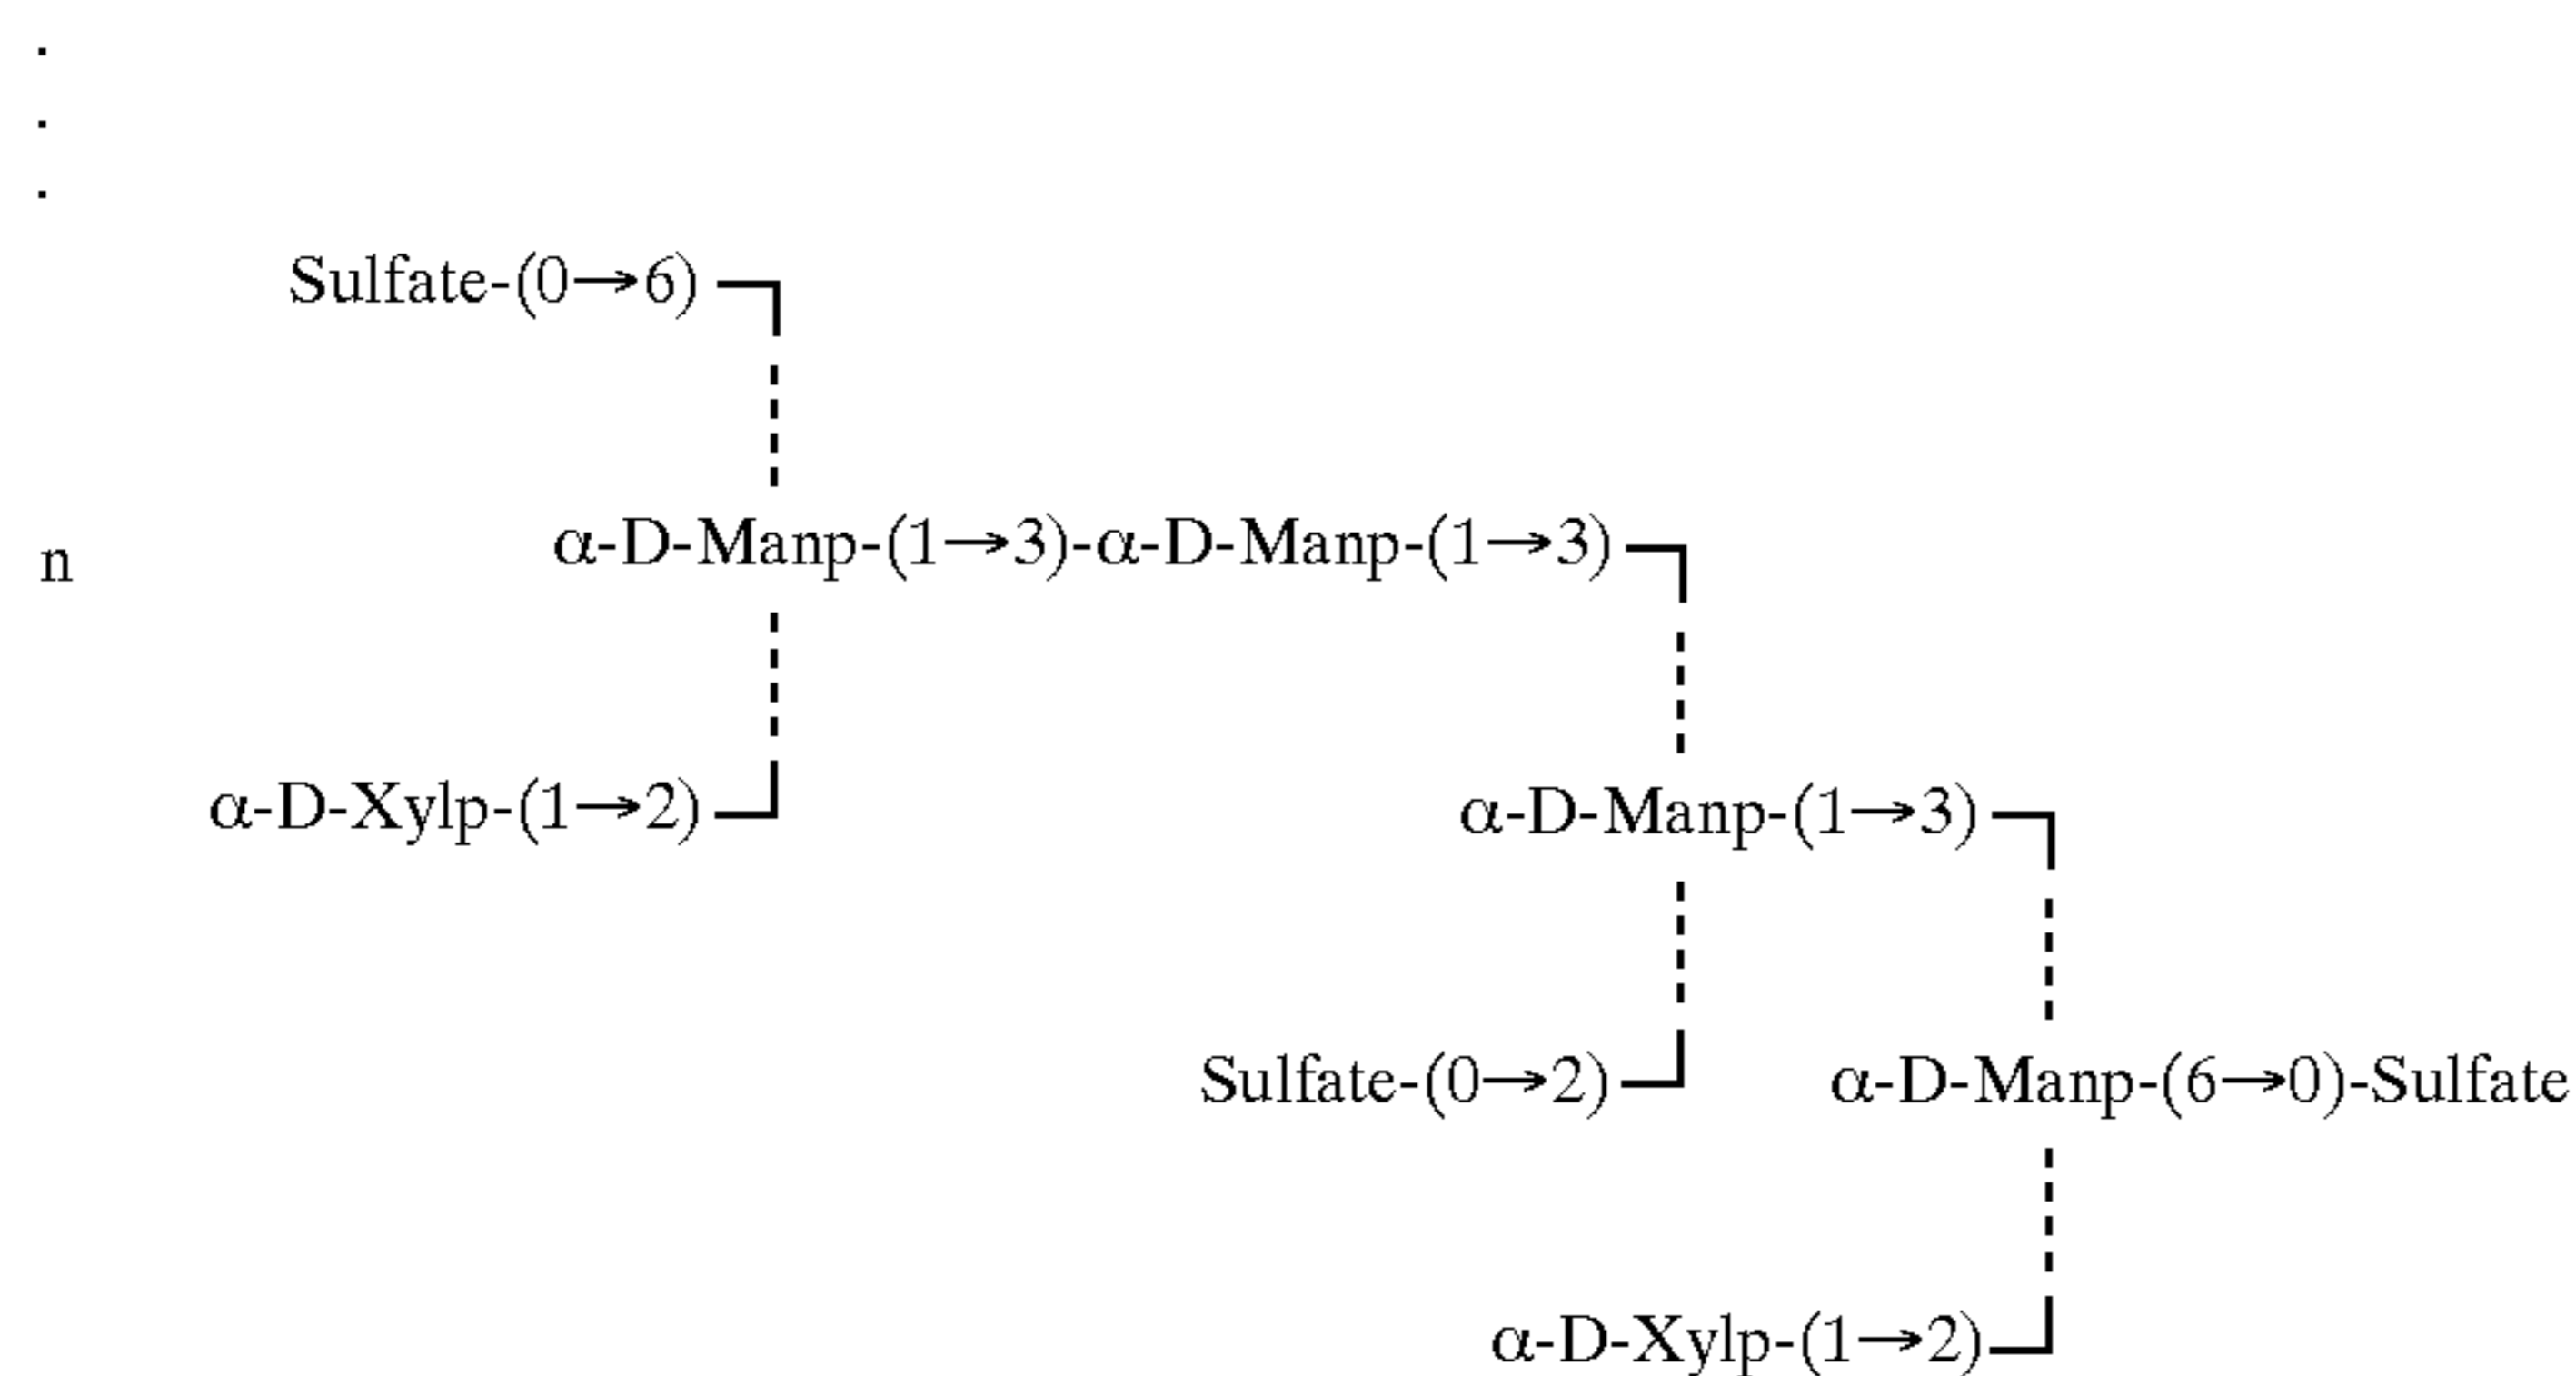 .
.
.
Sulfate-(0→6)
n α-D-Manp-(1→3)-α-D-Manp-(1→3)
α-D-Xylp-(1→2) α-D-Manp-(1→3)
Sulfate-(0→2) α-D-Manp-(6→0)-Sulfate
α-D-Xylp-(1→2)